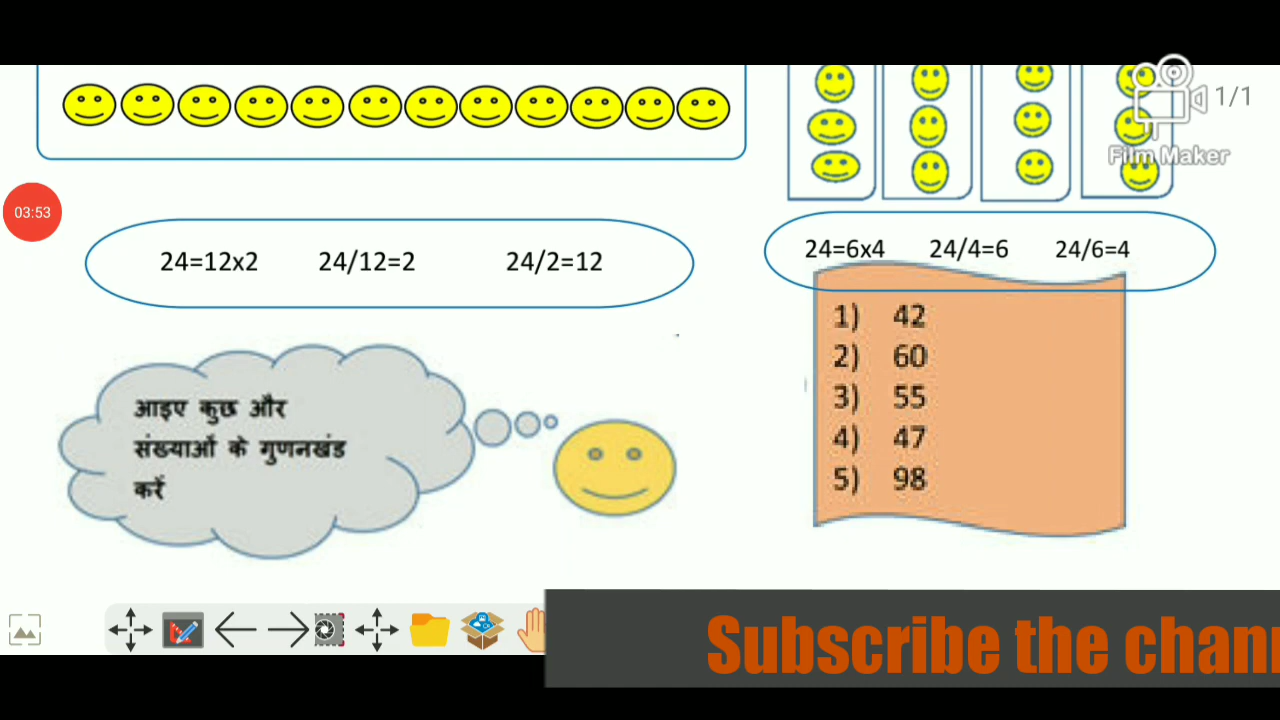 1/1
Film Maker
03:53
24=12x2 24/12=2 24/2=12
24=6x4 24/4=6 24/6=4
आइए कुछ और
संख्याओं के गुणनखंड
करें
1) 42
2) 60
3) 55
4) 47
5) 98
Subscribe the chann